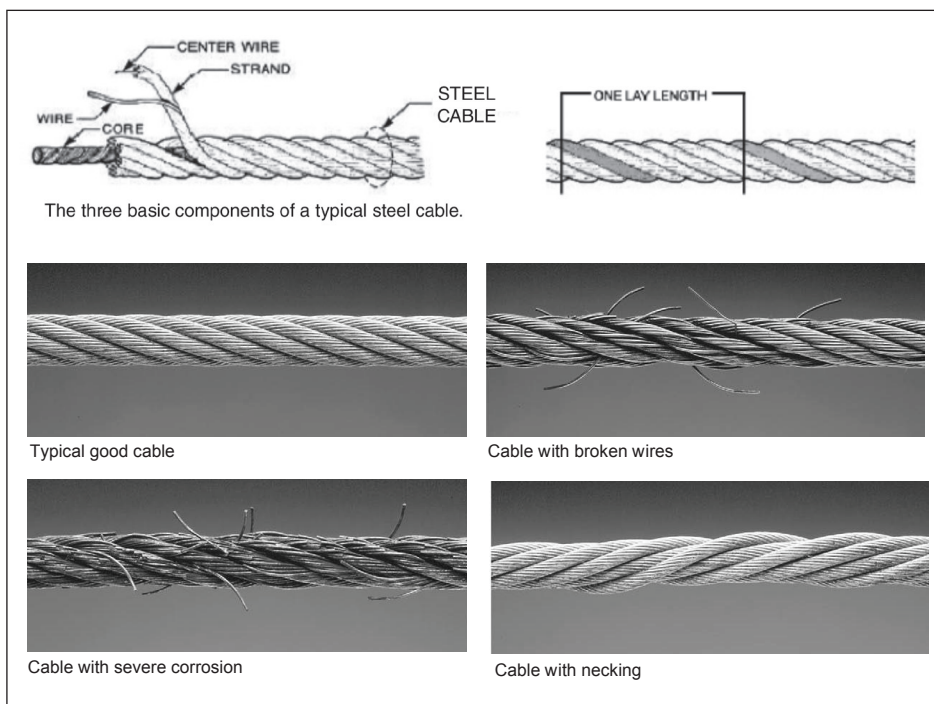 CENTER WIRE
STRAND
WIRE
CORE
STEEL
CABLE
The three basic components of a typical steel cable.
ONE LAY LENGTH
Typical good cable
Cable with broken wires
Cable with severe corrosion
Cable with necking